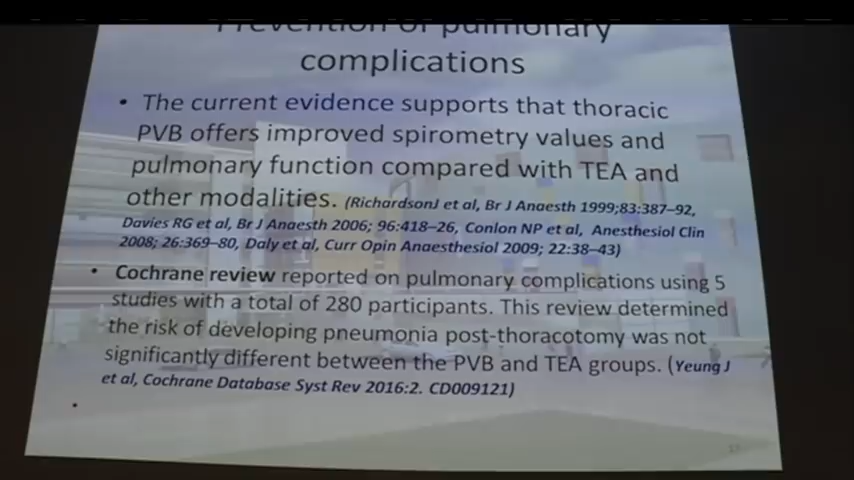 Prevention of pulmonary
complications
• The current evidence supports that thoracic
PVB offers improved spirometry values and
pulmonary function compared with TEA and
other modalities. (RichardsonJ et al, Br J Anaesth 1999;83:387–92,
Davies RG et al, Br J Anaesth 2006; 96:418–26, Conlon NP et al, Anesthesiol Clin
2008; 26:369–80, Daly et al, Curr Opin Anaesthesiol 2009; 22:38–43)
• Cochrane review reported on pulmonary complications using 5
studies with a total of 280 participants. This review determined
the risk of developing pneumonia post-thoracotomy was not
significantly different between the PVB and TEA groups. (Yeung J
et al, Cochrane Database Syst Rev 2016:2. CD009121)
•